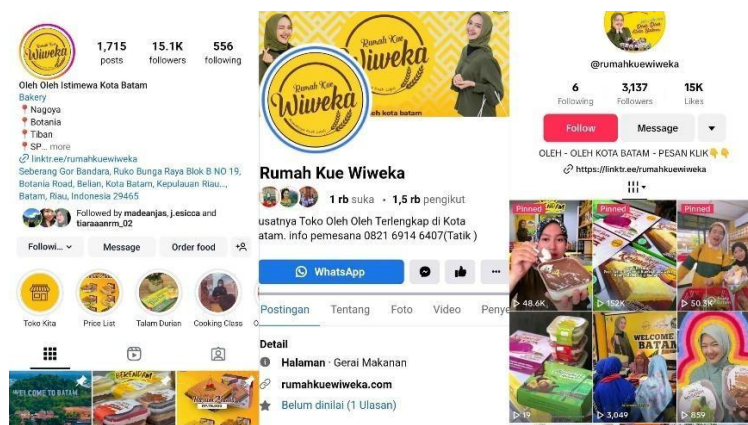 Rumah Kue
Wiweka
1,715
posts
15.1K
followers
556
following
Oleh Oleh Istimewa Kota Batam
Bakery
Nagoya
Botania
Tiban
SP... more
linktr.ee/rumahkuewiweka
Seberang Gor Bandara, Ruko Bunga Raya Blok B NO 19,
Botania Road, Belian, Kota Batam, Kepulauan Riau...,
Batam, Riau, Indonesia 29465
Followed by madeanjas, j.esicca and
tiaraaanrm_02
Followi...
Message
Order food
Toko Kita
Price List
Talam Durian
Cooking Class
WELCOME TO BATAM
Rumah Kue
Wiweka
Rumah Kue
Wiweka
oleh kota batam
Rumah Kue Wiweka
1 rb suka • 1,5 rb pengikut
usatnya Toko Oleh Oleh Terlengkap di Kota
atam. info pemesana 0821 6914 6407(Tatik )
WhatsApp
Postingan
Tentang
Foto
Video
Penye
Detail
Halaman · Gerai Makanan
rumahkuewiweka.com
Belum dinilai (1 Ulasan)
@rumahkuewiweka
6
Following
3,137
Followers
15K
Likes
Follow
Message
OLEH - OLEH KOTA BATAM - PESAN KLIK
https://linktr.ee/rumahkuewiweka
Pinned
48.6K
Pinned
152K
Pinned
50.3K
19
WELCOME
BATAM
3,049
859